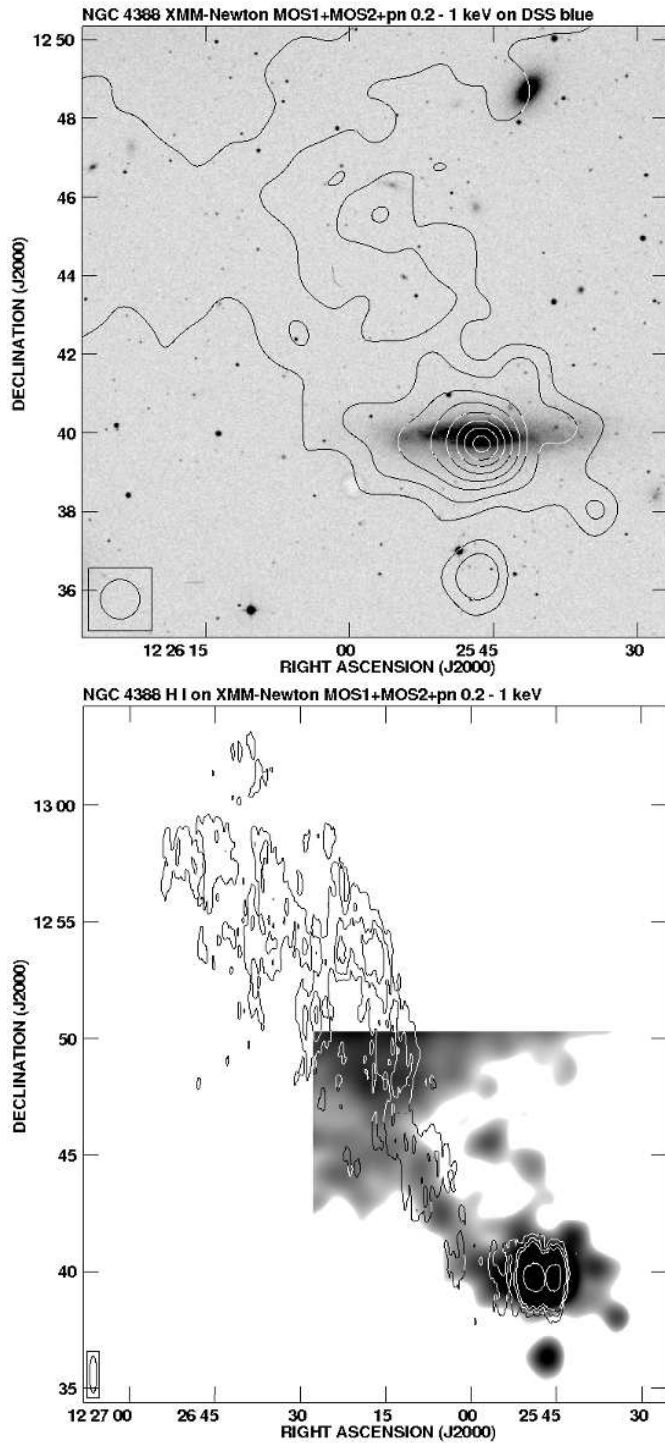 NGC 4388 XMM-Newton MOS1+MOS2+pn 0.2 - 1 keV on DSS blue
DECLINATION (J2000)
12 50
48
46
44
42
40
38
36
12 26 15
00
25 45
30
RIGHT ASCENSION (J2000)
NGC 4388 H I on XMM-Newton MOS1+MOS2+pn 0.2 - 1 keV
DECLINATION (J2000)
13 00
12 55
50
45
40
35
12 27 00
26 45
30
15
00
25 45
30
RIGHT ASCENSION (J2000)